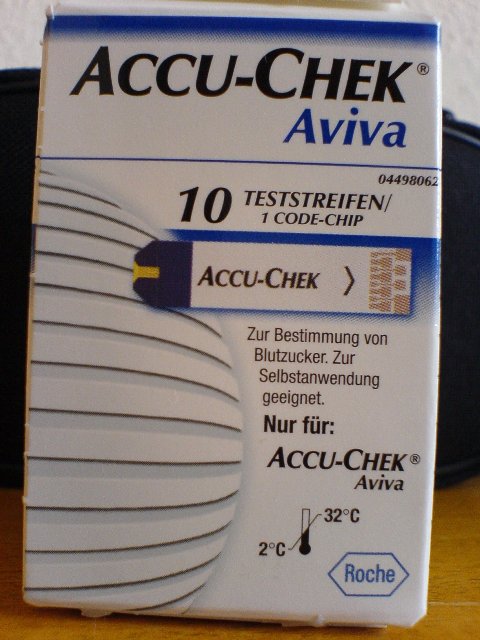 ACCU-CHEK®
Aviva
04498062
10 TESTSTREIFEN/
1 CODE-CHIP
ACCU-CHEK
Zur Bestimmung von
Blutzucker. Zur
Selbstanwendung
geeignet.
Nur für:
ACCU-CHEK®
Aviva
32°C
2°C
Roche